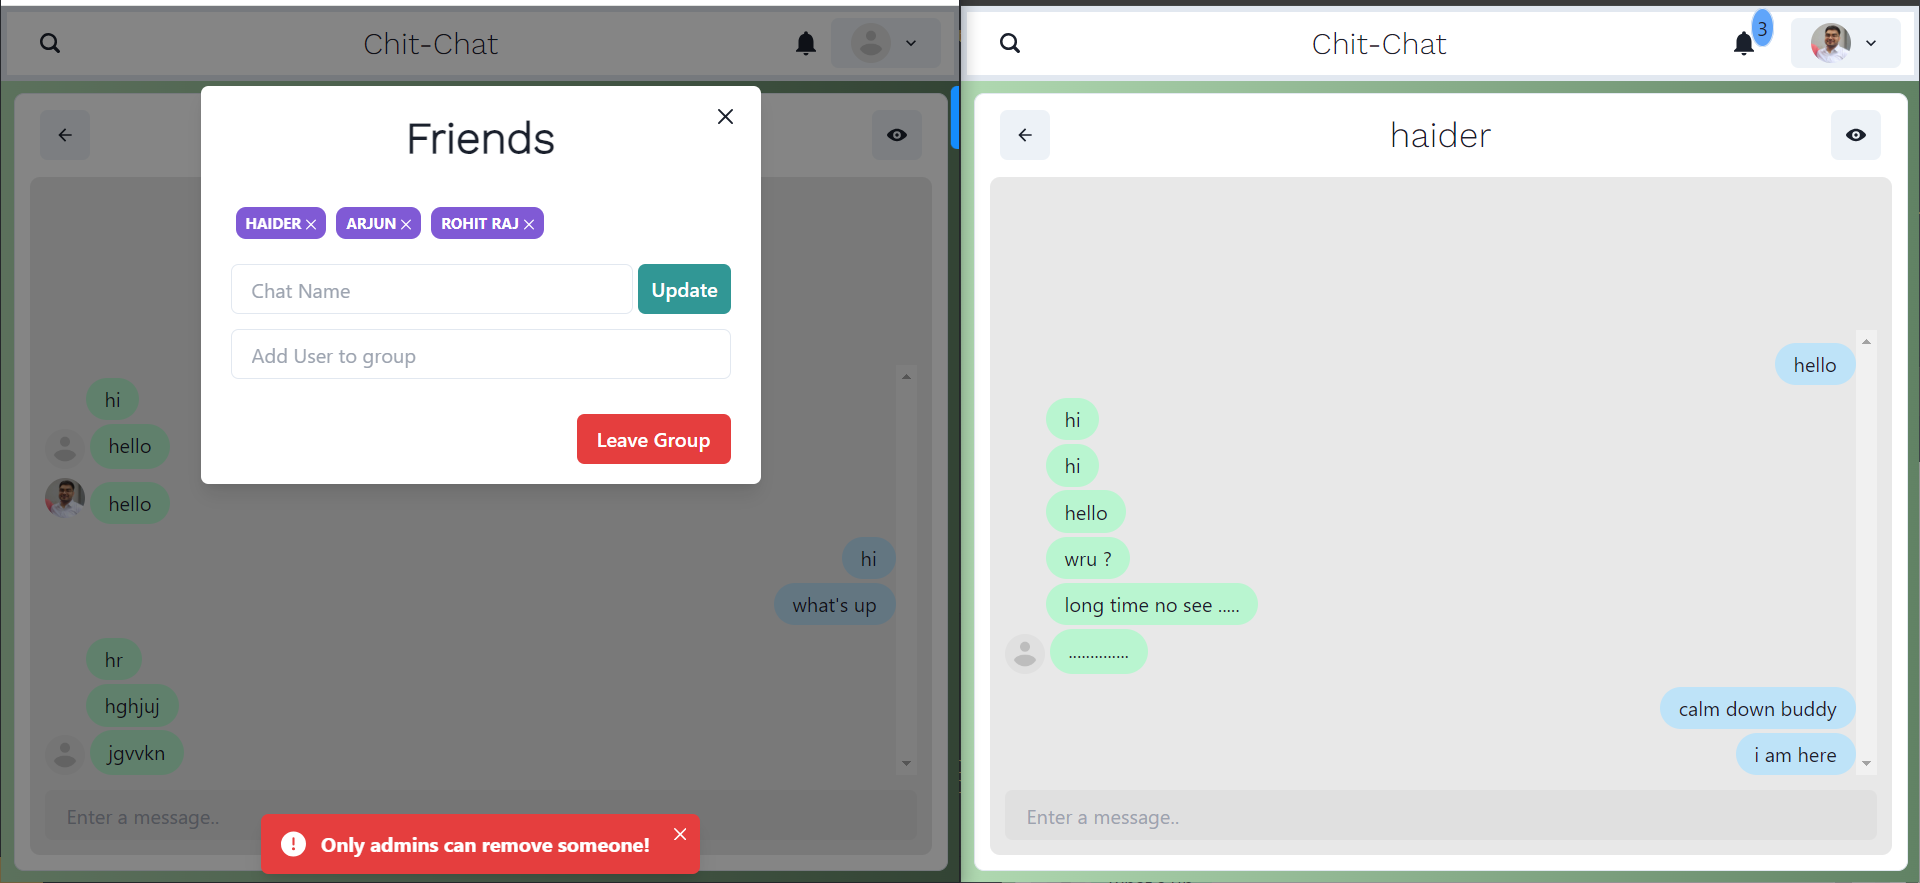 Chit-Chat
Friends
HAIDER
ARJUN
ROHIT RAJ
Chat Name
Update
Add User to group
Leave Group
hi
hello
hello
hi
what's up
hr
hghjuj
jgvvkn
Enter a message..
Only admins can remove someone!
Chit-Chat
3
haider
hello
hi
hi
hello
wru ?
long time no see .....
..............
calm down buddy
i am here
Enter a message..